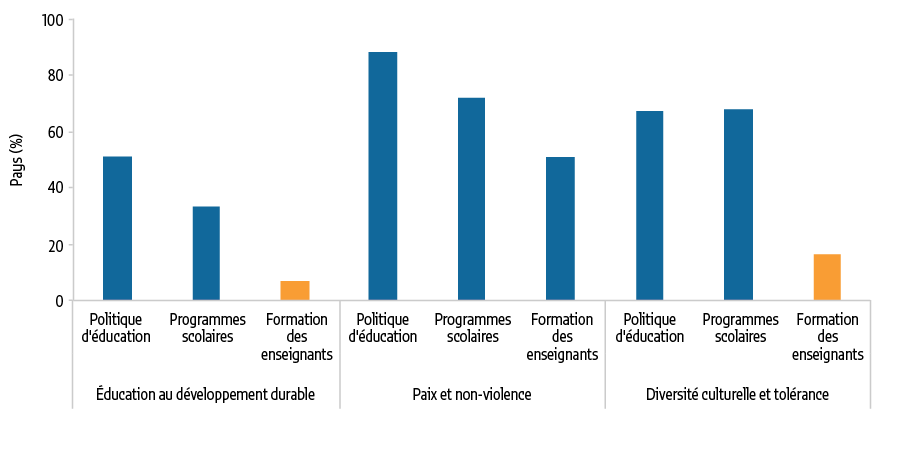 100
80
60
40
20
0
Pays (%)
Politique
d'éducation
Programmes
scolaires
Formation
des
enseignants
Politique
d'éducation
Programmes
scolaires
Formation
des
enseignants
Politique
d'éducation
Programmes
scolaires
Formation
des
enseignants
Éducation au développement durable
Paix et non-violence
Diversité culturelle et tolérance